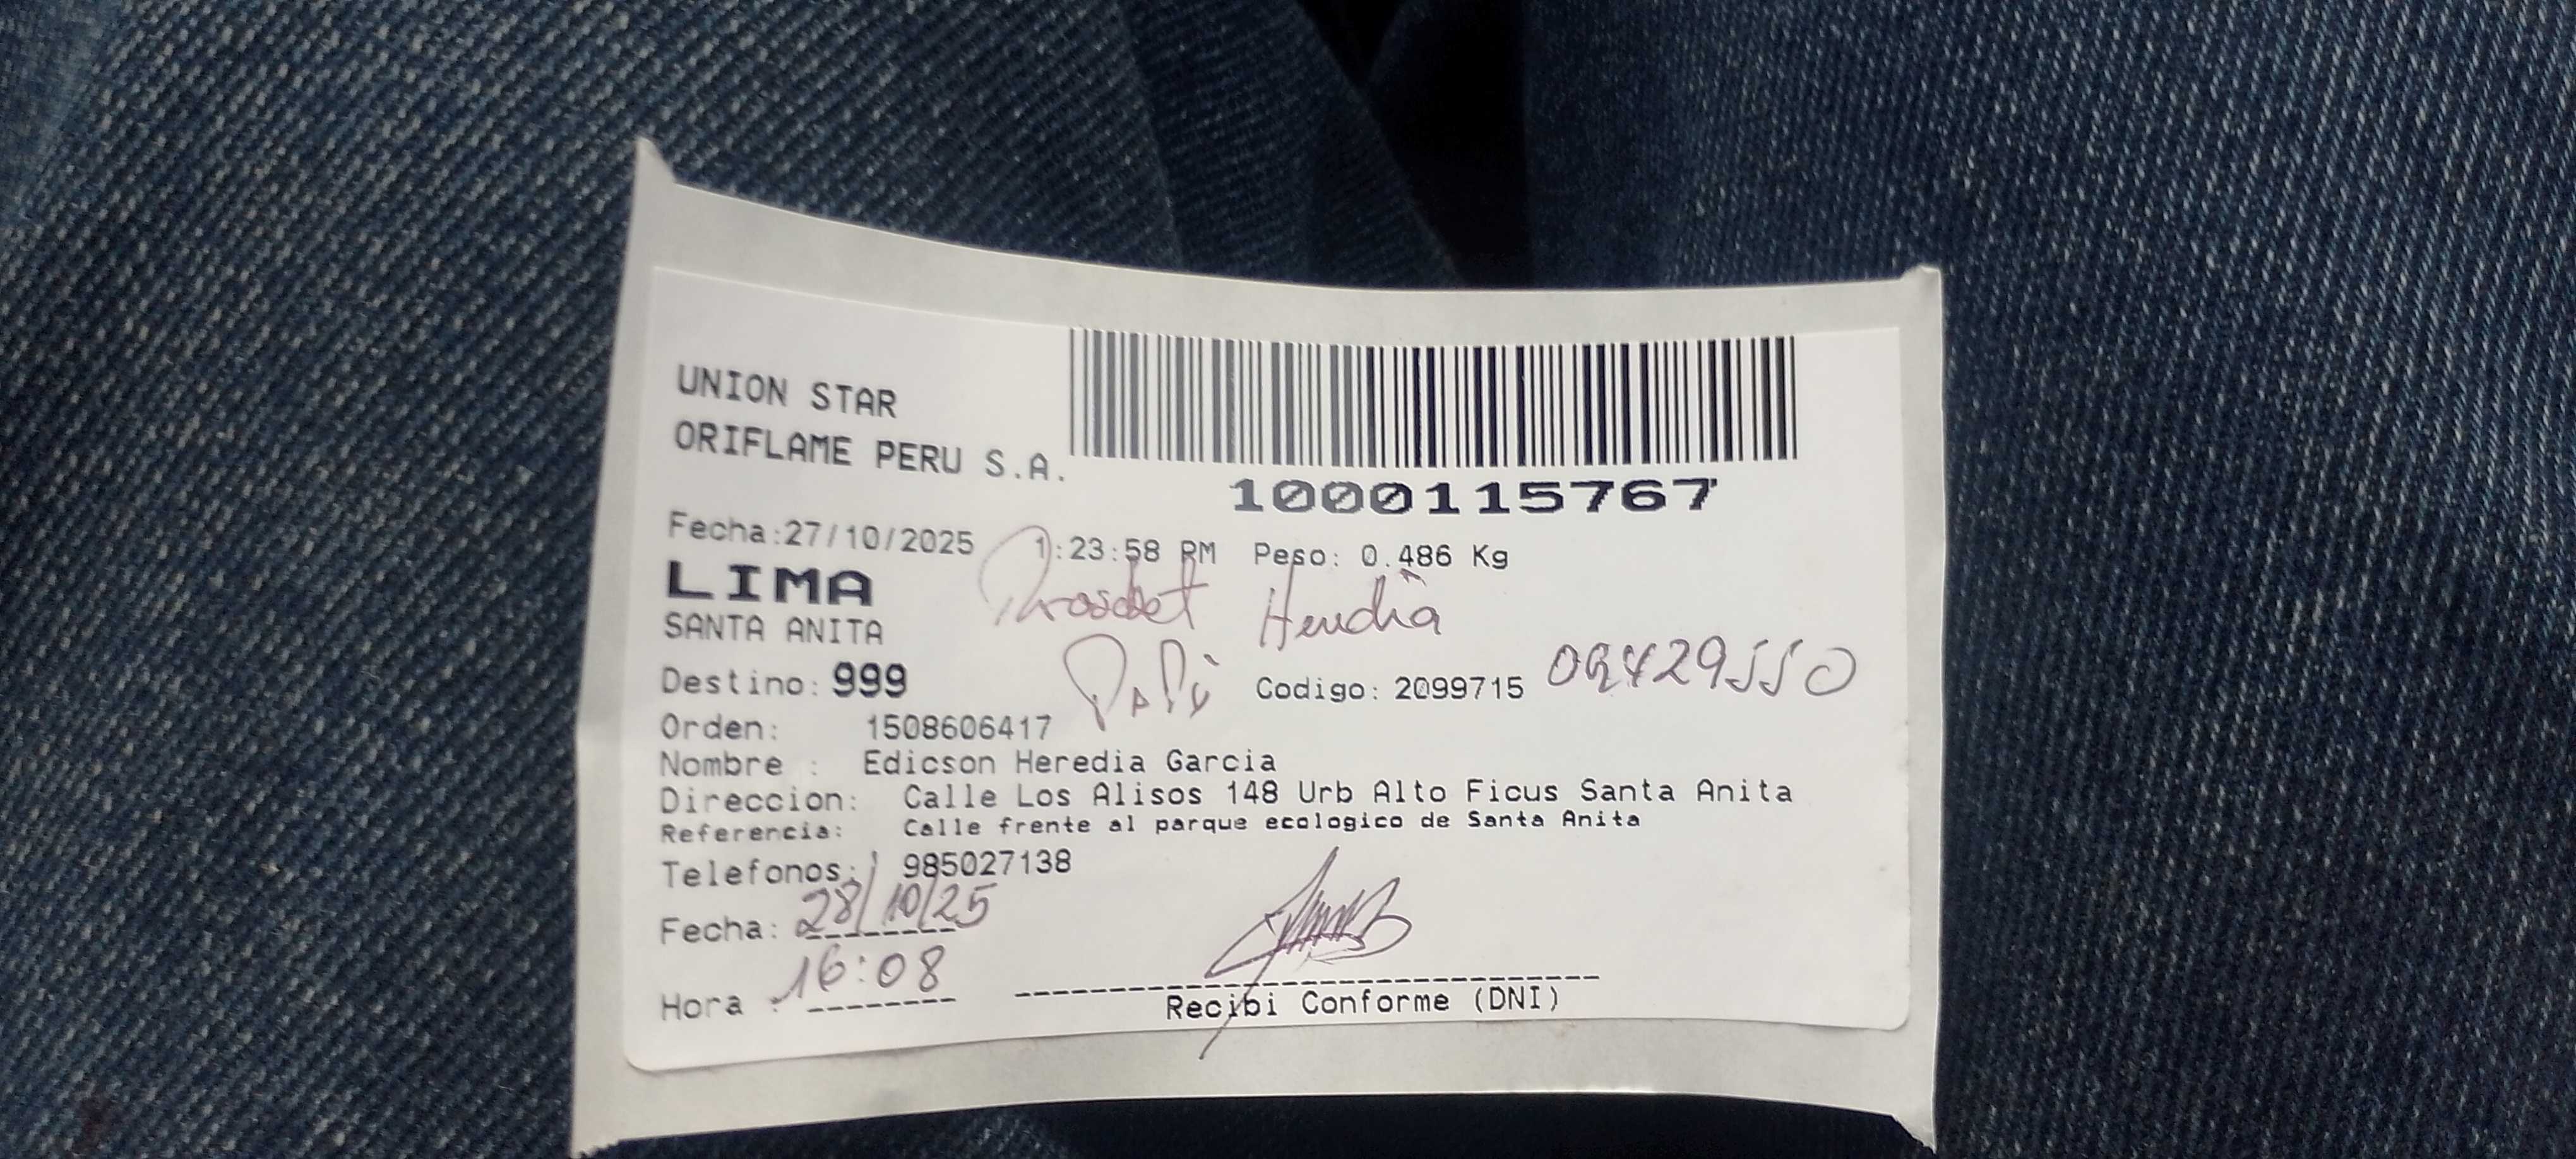 UNION STAR
ORIFLAME PERU S.A.
1000115767
Fecha:27/10/2025 1:23:58 PM Peso: 0.486 Kg
LIMA
Heredia
SANTA ANITA
Destino: 999 Papá Codigo: 2099715
Orden: 1508606417
Nombre : Edicson Heredia Garcia
Direccion: Calle Los Alisos 148 Urb Alto Ficus Santa Anita
Referencia: Calle frente al parque ecologico de Santa Anita
Telefonos: 985027138
Fecha: 28/10/25
Hora : 16:08
Recibi Conforme (DNI)